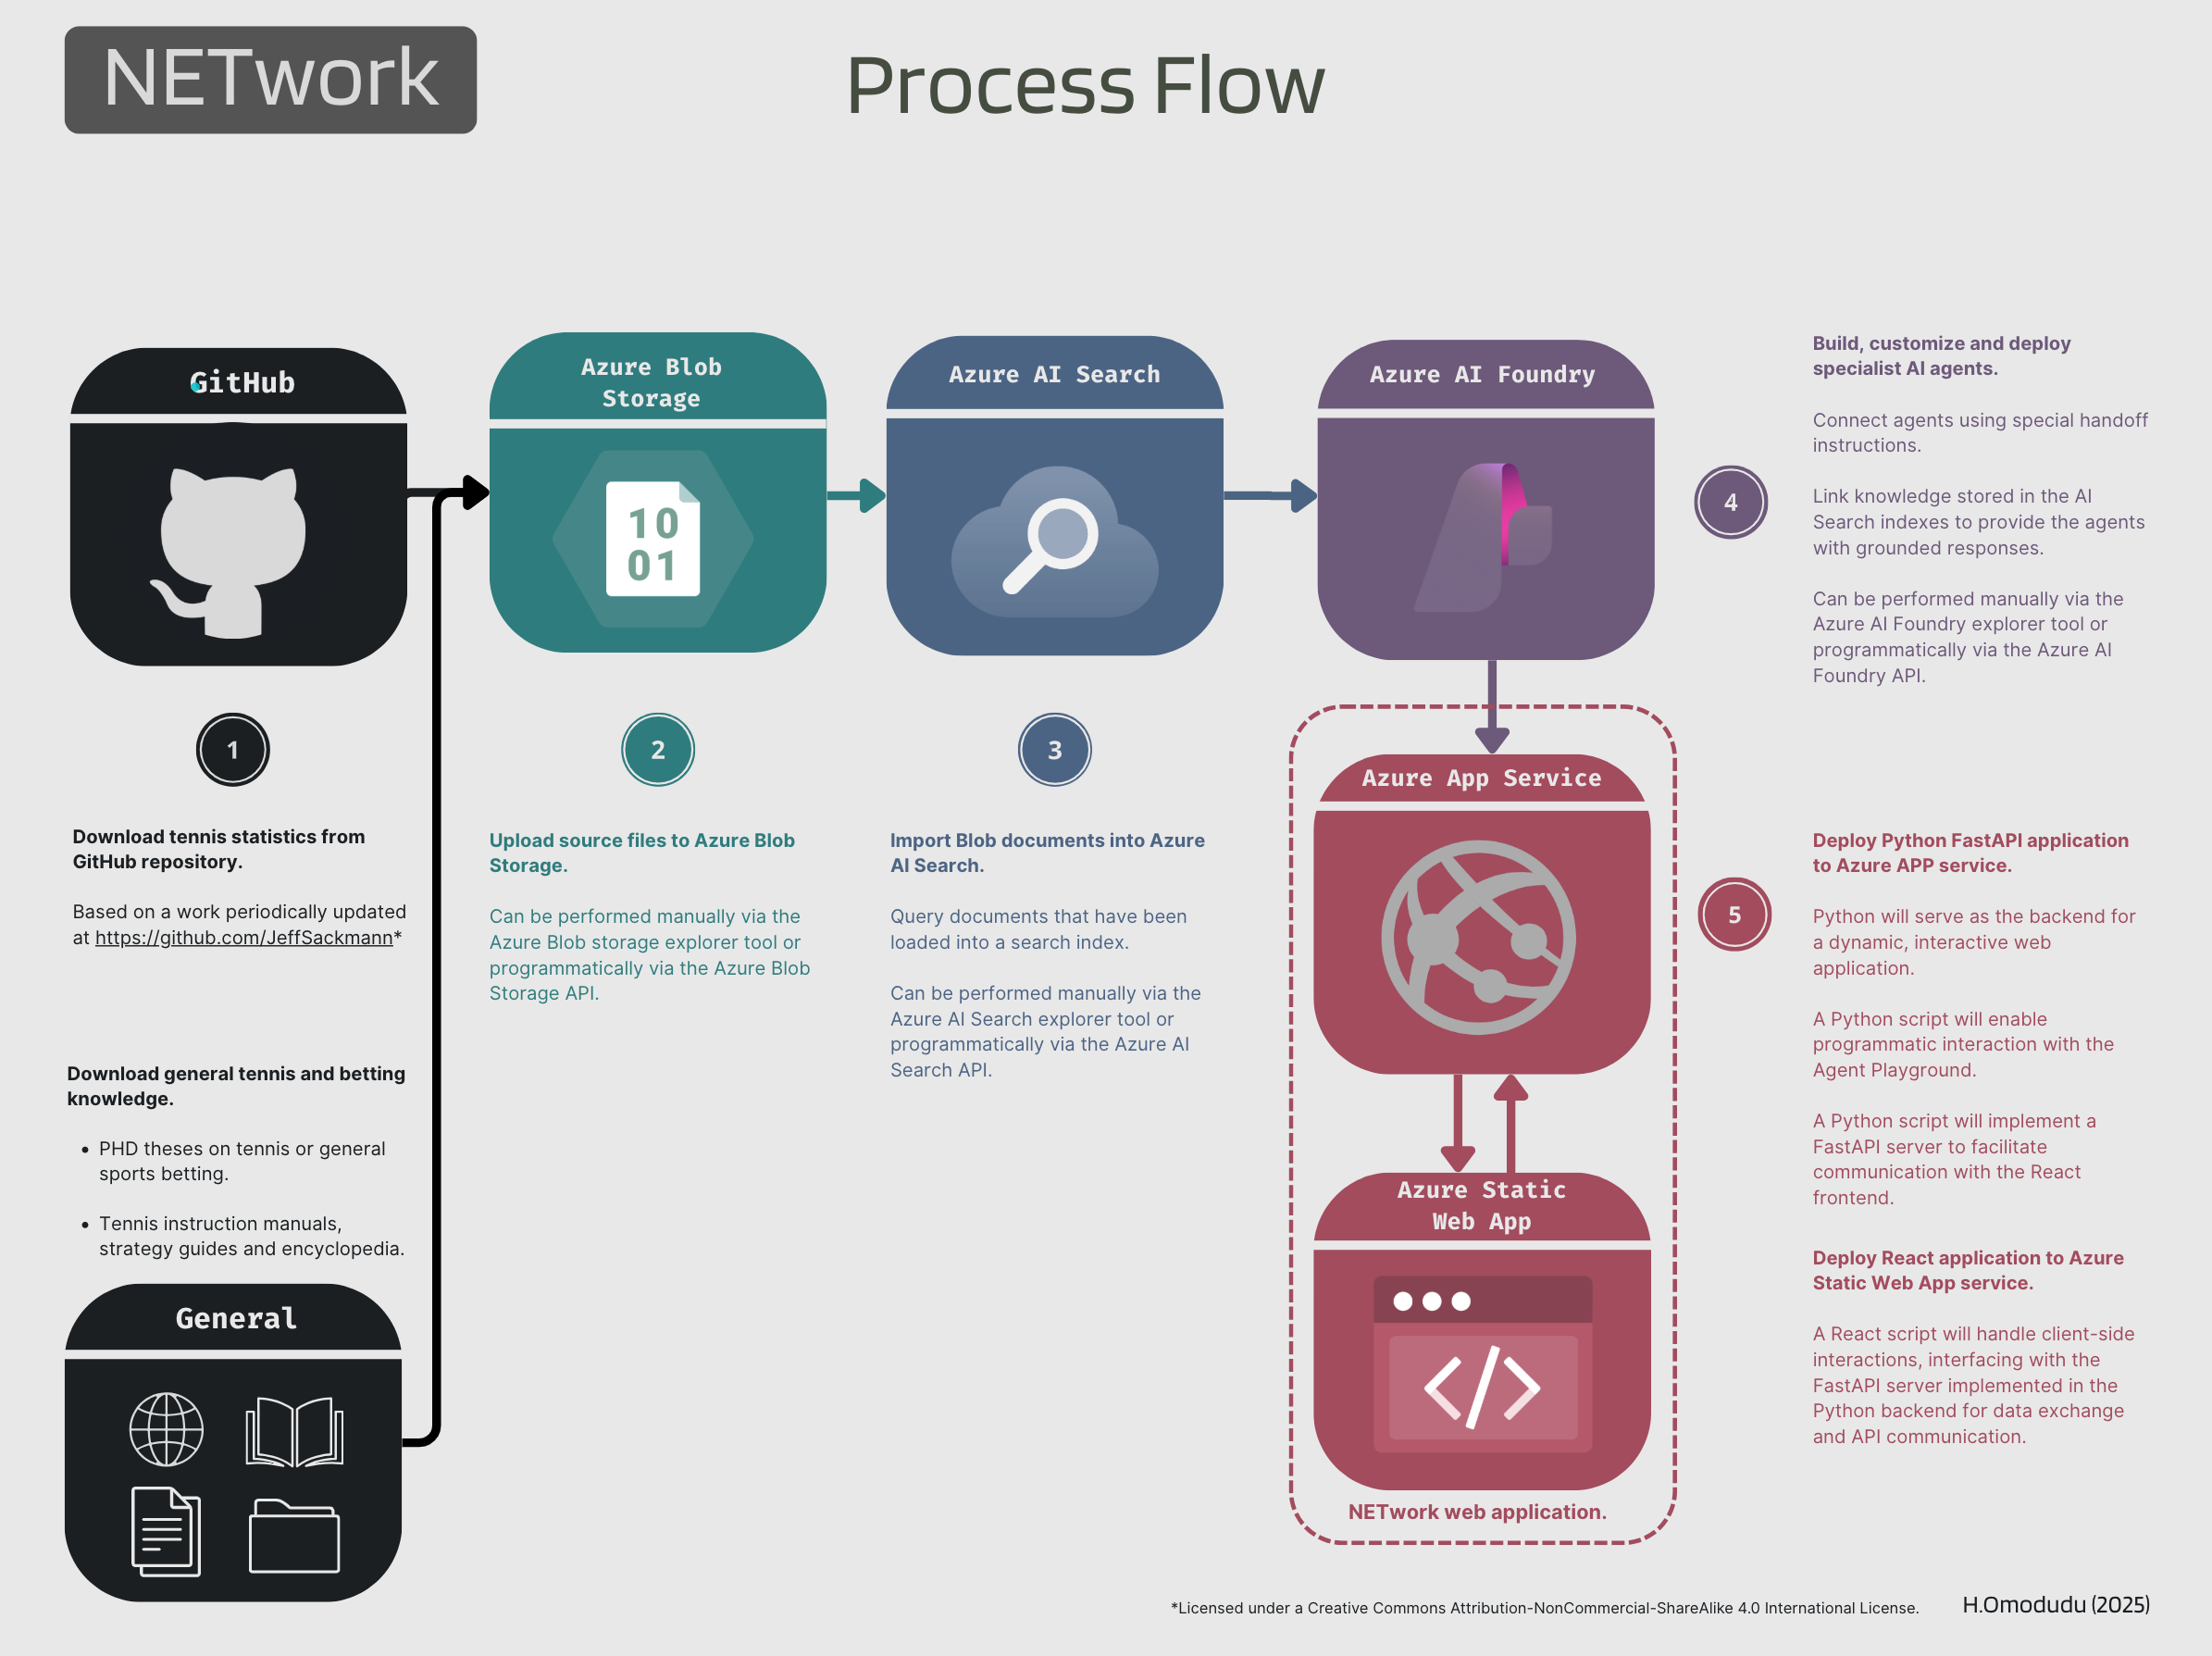 NETwork
Process Flow
GitHub
1
Download tennis statistics from
GitHub repository.
Based on a work periodically updated
at https://github.com/JeffSackmann*
Download general tennis and betting
knowledge.
• PHD theses on tennis or general
sports betting.
• Tennis instruction manuals,
strategy guides and encyclopedia.
General
Azure Blob
Storage
10
01
2
Upload source files to Azure Blob
Storage.
Can be performed manually via the
Azure Blob storage explorer tool or
programmatically via the Azure Blob
Storage API.
Azure AI Search
3
Import Blob documents into Azure
AI Search.
Query documents that have been
loaded into a search index.
Can be performed manually via the
Azure AI Search explorer tool or
programmatically via the Azure AI
Search API.
Azure AI Foundry
4
Build, customize and deploy
specialist AI agents.
Connect agents using special handoff
instructions.
Link knowledge stored in the AI
Search indexes to provide the agents
with grounded responses.
Can be performed manually via the
Azure AI Foundry explorer tool or
programmatically via the Azure AI
Foundry API.
Azure App Service
5
Deploy Python FastAPI application
to Azure APP service.
Python will serve as the backend for
a dynamic, interactive web
application.
A Python script will enable
programmatic interaction with the
Agent Playground.
A Python script will implement a
FastAPI server to facilitate
communication with the React
frontend.
Azure Static
Web App
</>
NETwork web application.
Deploy React application to Azure
Static Web App service.
A React script will handle client-side
interactions, interfacing with the
FastAPI server implemented in the
Python backend for data exchange
and API communication.
*Licensed under a Creative Commons Attribution-NonCommercial-ShareAlike 4.0 International License.
H.Omodudu (2025)